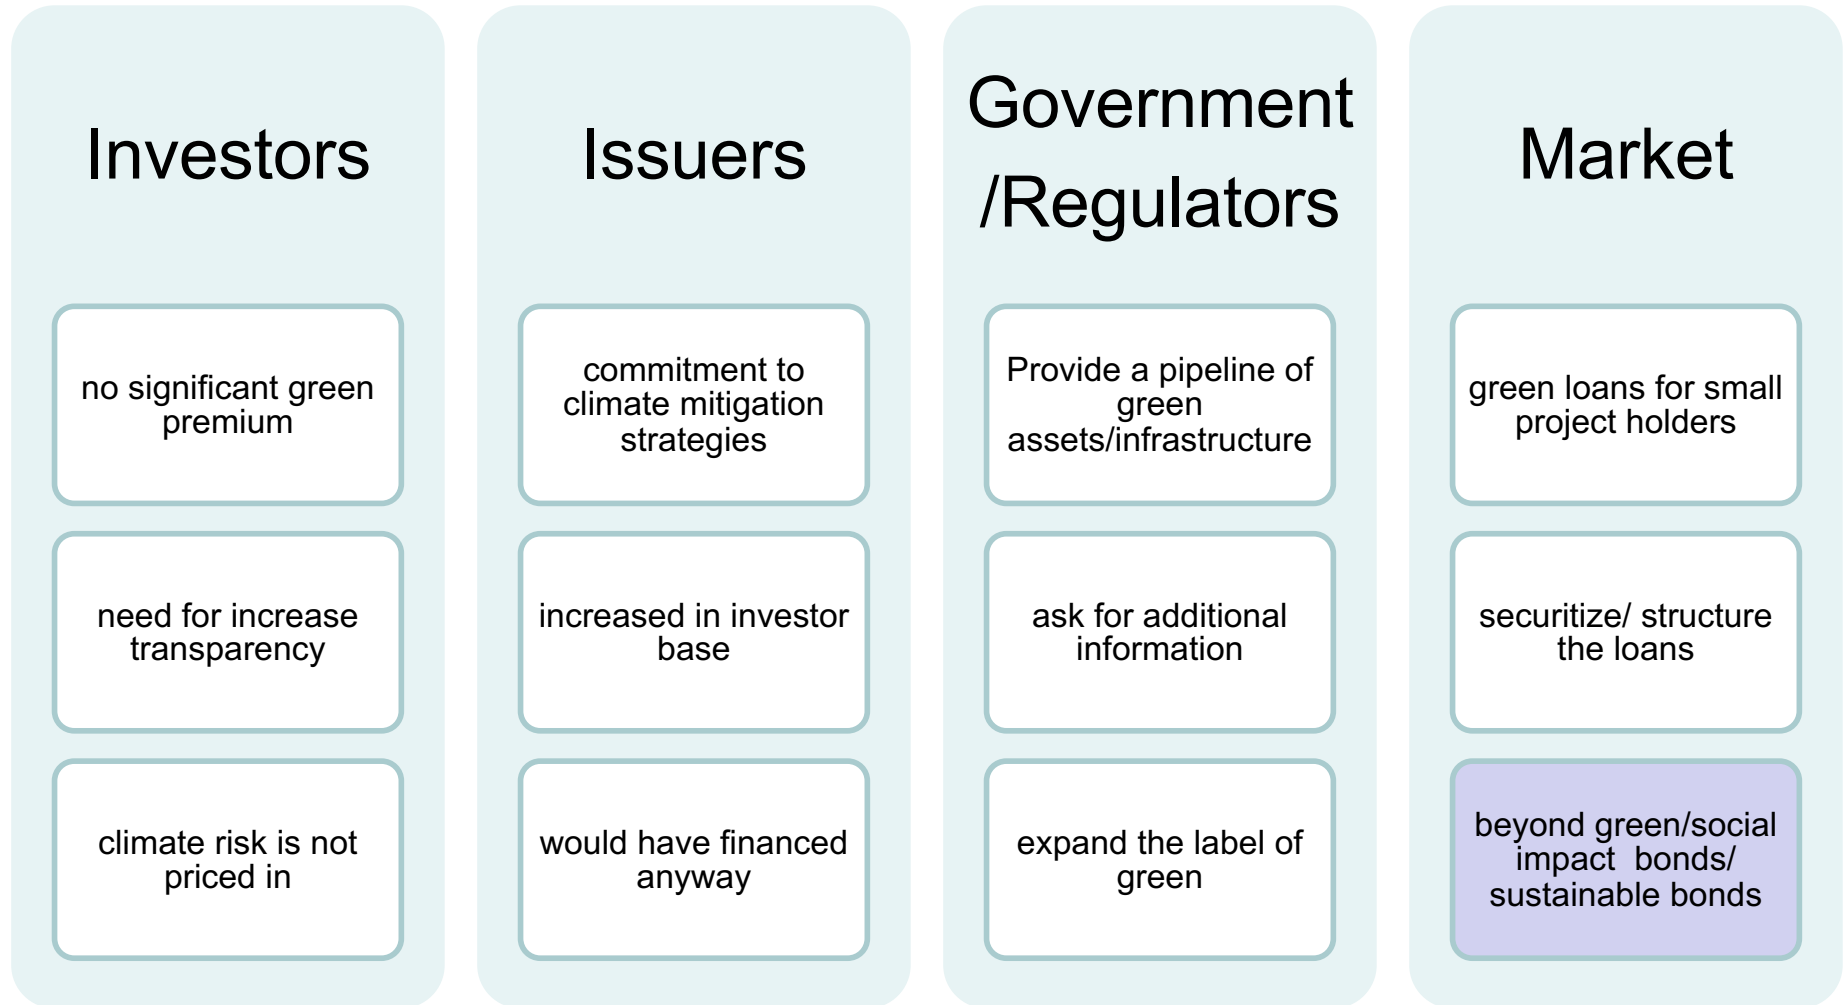 Investors
no significant green
premium
need for increase
transparency
climate risk is not
priced in
Issuers
commitment to
climate mitigation
strategies
increased in investor
base
would have financed
anyway
Government
/Regulators
Provide a pipeline of
green
assets/infrastructure
ask for additional
information
expand the label of
green
Market
green loans for small
project holders
securitize/ structure
the loans
beyond green/social
impact  bonds/
sustainable bonds